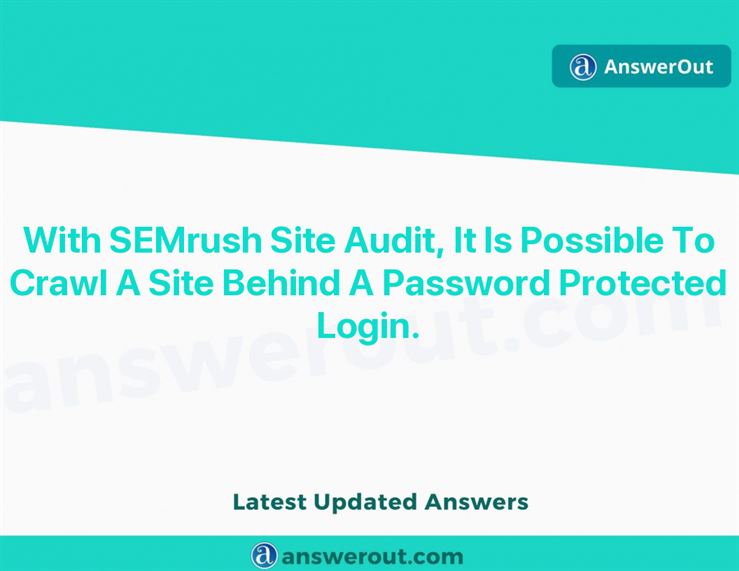 a AnswerOut
With SEMrush Site Audit, It Is Possible To
Crawl A Site Behind A Password Protected
Login.
answerout.com
Latest Updated Answers
a answerout.com